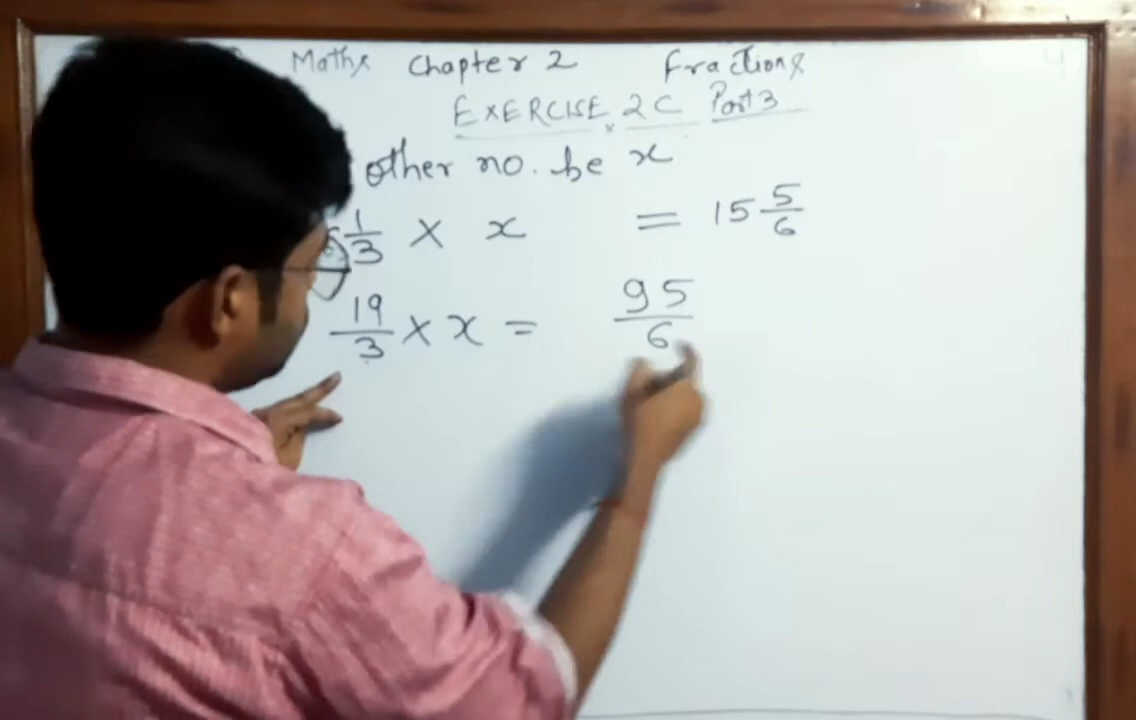 Maths Chapter 2 Fractions
EXERCISE 2C Part 3
other no. be x
1/3 × x = 15 5/6
19/3 × x = 95/6